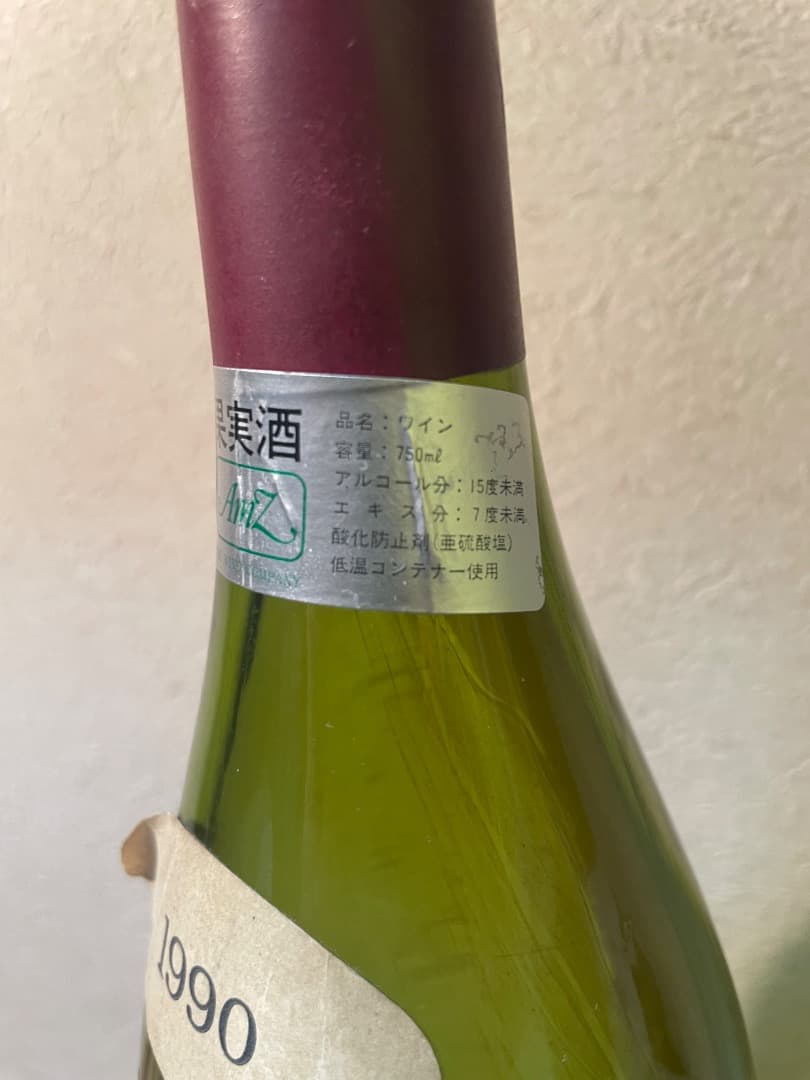 果実酒
AmZ
COMPANY
品名：ワイン
容量：750mℓ
アルコール分：15度未満
エキス分：7度未満
酸化防止剤(亜硫酸塩)
低温コンテナー使用
1990